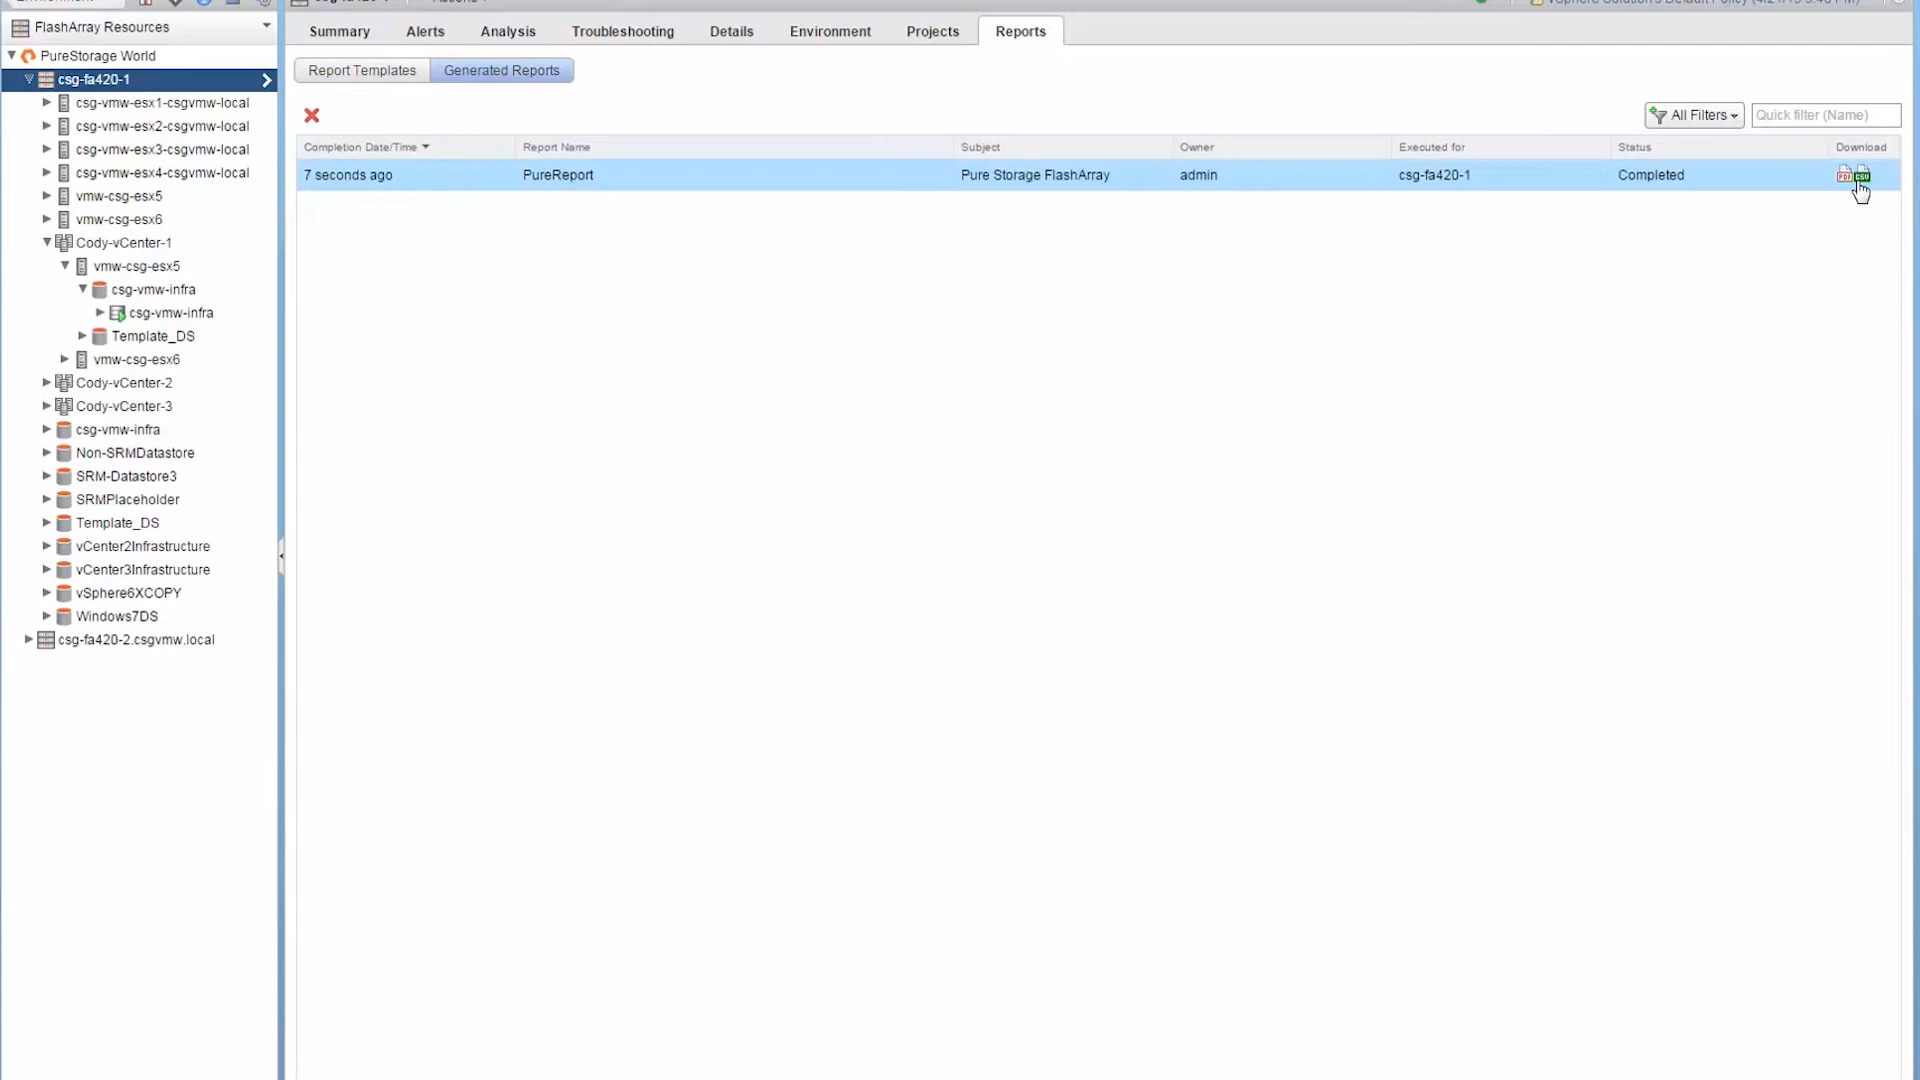 FlashArray Resources
PureStorage World
csg-fa420-1
csg-vmw-esx1-csgvmw-local
csg-vmw-esx2-csgvmw-local
csg-vmw-esx3-csgvmw-local
csg-vmw-esx4-csgvmw-local
vmw-csg-esx5
vmw-csg-esx6
Cody-vCenter-1
vmw-csg-esx5
csg-vmw-infra
csg-vmw-infra
Template_DS
vmw-csg-esx6
Cody-vCenter-2
Cody-vCenter-3
csg-vmw-infra
Non-SRMDatastore
SRM-Datastore3
SRMPlaceholder
Template_DS
vCenter2Infrastructure
vCenter3Infrastructure
vSphere6XCOPY
Windows7DS
csg-fa420-2.csgvmw.local
Summary Alerts Analysis Troubleshooting Details Environment Projects Reports
Report Templates Generated Reports
All Filters Quick filter (Name)
Completion Date/Time Report Name Subject Owner Executed for Status Download
7 seconds ago PureReport Pure Storage FlashArray admin csg-fa420-1 Completed PDF CSV